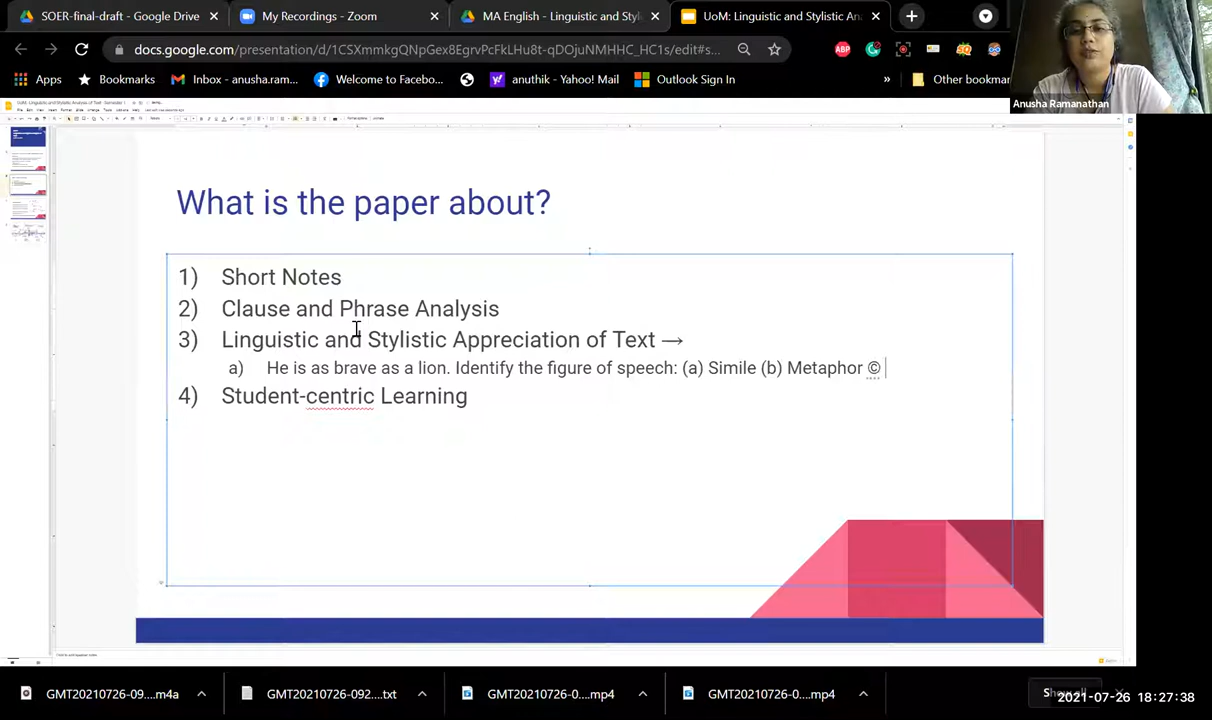 SOER-final-draft - Google Drive
My Recordings - Zoom
MA English - Linguistic and Styl
UoM: Linguistic and Stylistic An
docs.google.com/presentation/d/1CSXmmkgQNpGex8EgrvPcFkLHu8t-qDOjuNMHHC_HC1s/edit#s...
ABP
Apps
Bookmarks
Inbox - anusha.ram...
Welcome to Facebo...
anuthik - Yahoo! Mail
Outlook Sign In
»
Other bookmar
Anusha Ramanathan
What is the paper about?
1) Short Notes
2) Clause and Phrase Analysis
3) Linguistic and Stylistic Appreciation of Text →
a) He is as brave as a lion. Identify the figure of speech: (a) Simile (b) Metaphor ©
4) Student-centric Learning
GMT20210726-09....m4a
GMT20210726-092....txt
GMT20210726-0....mp4
GMT20210726-0....mp4
2021-07-26 18:27:38